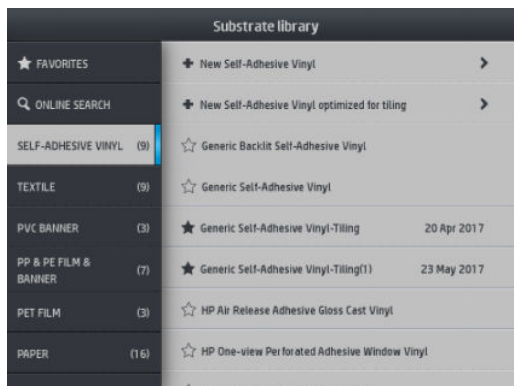 Substrate library
FAVORITES
ONLINE SEARCH
SELF-ADHESIVE VINYL (9)
TEXTILE (9)
PVC BANNER (3)
PP & PE FILM &
BANNER (7)
PET FILM (3)
PAPER (16)
New Self-Adhesive Vinyl
New Self-Adhesive Vinyl optimized for tiling
Generic Backlit Self-Adhesive Vinyl
Generic Self-Adhesive Vinyl
Generic Self-Adhesive Vinyl-Tiling 20 Apr 2017
Generic Self-Adhesive Vinyl-Tiling(1) 23 May 2017
HP Air Release Adhesive Gloss Cast Vinyl
HP One-view Perforated Adhesive Window Vinyl